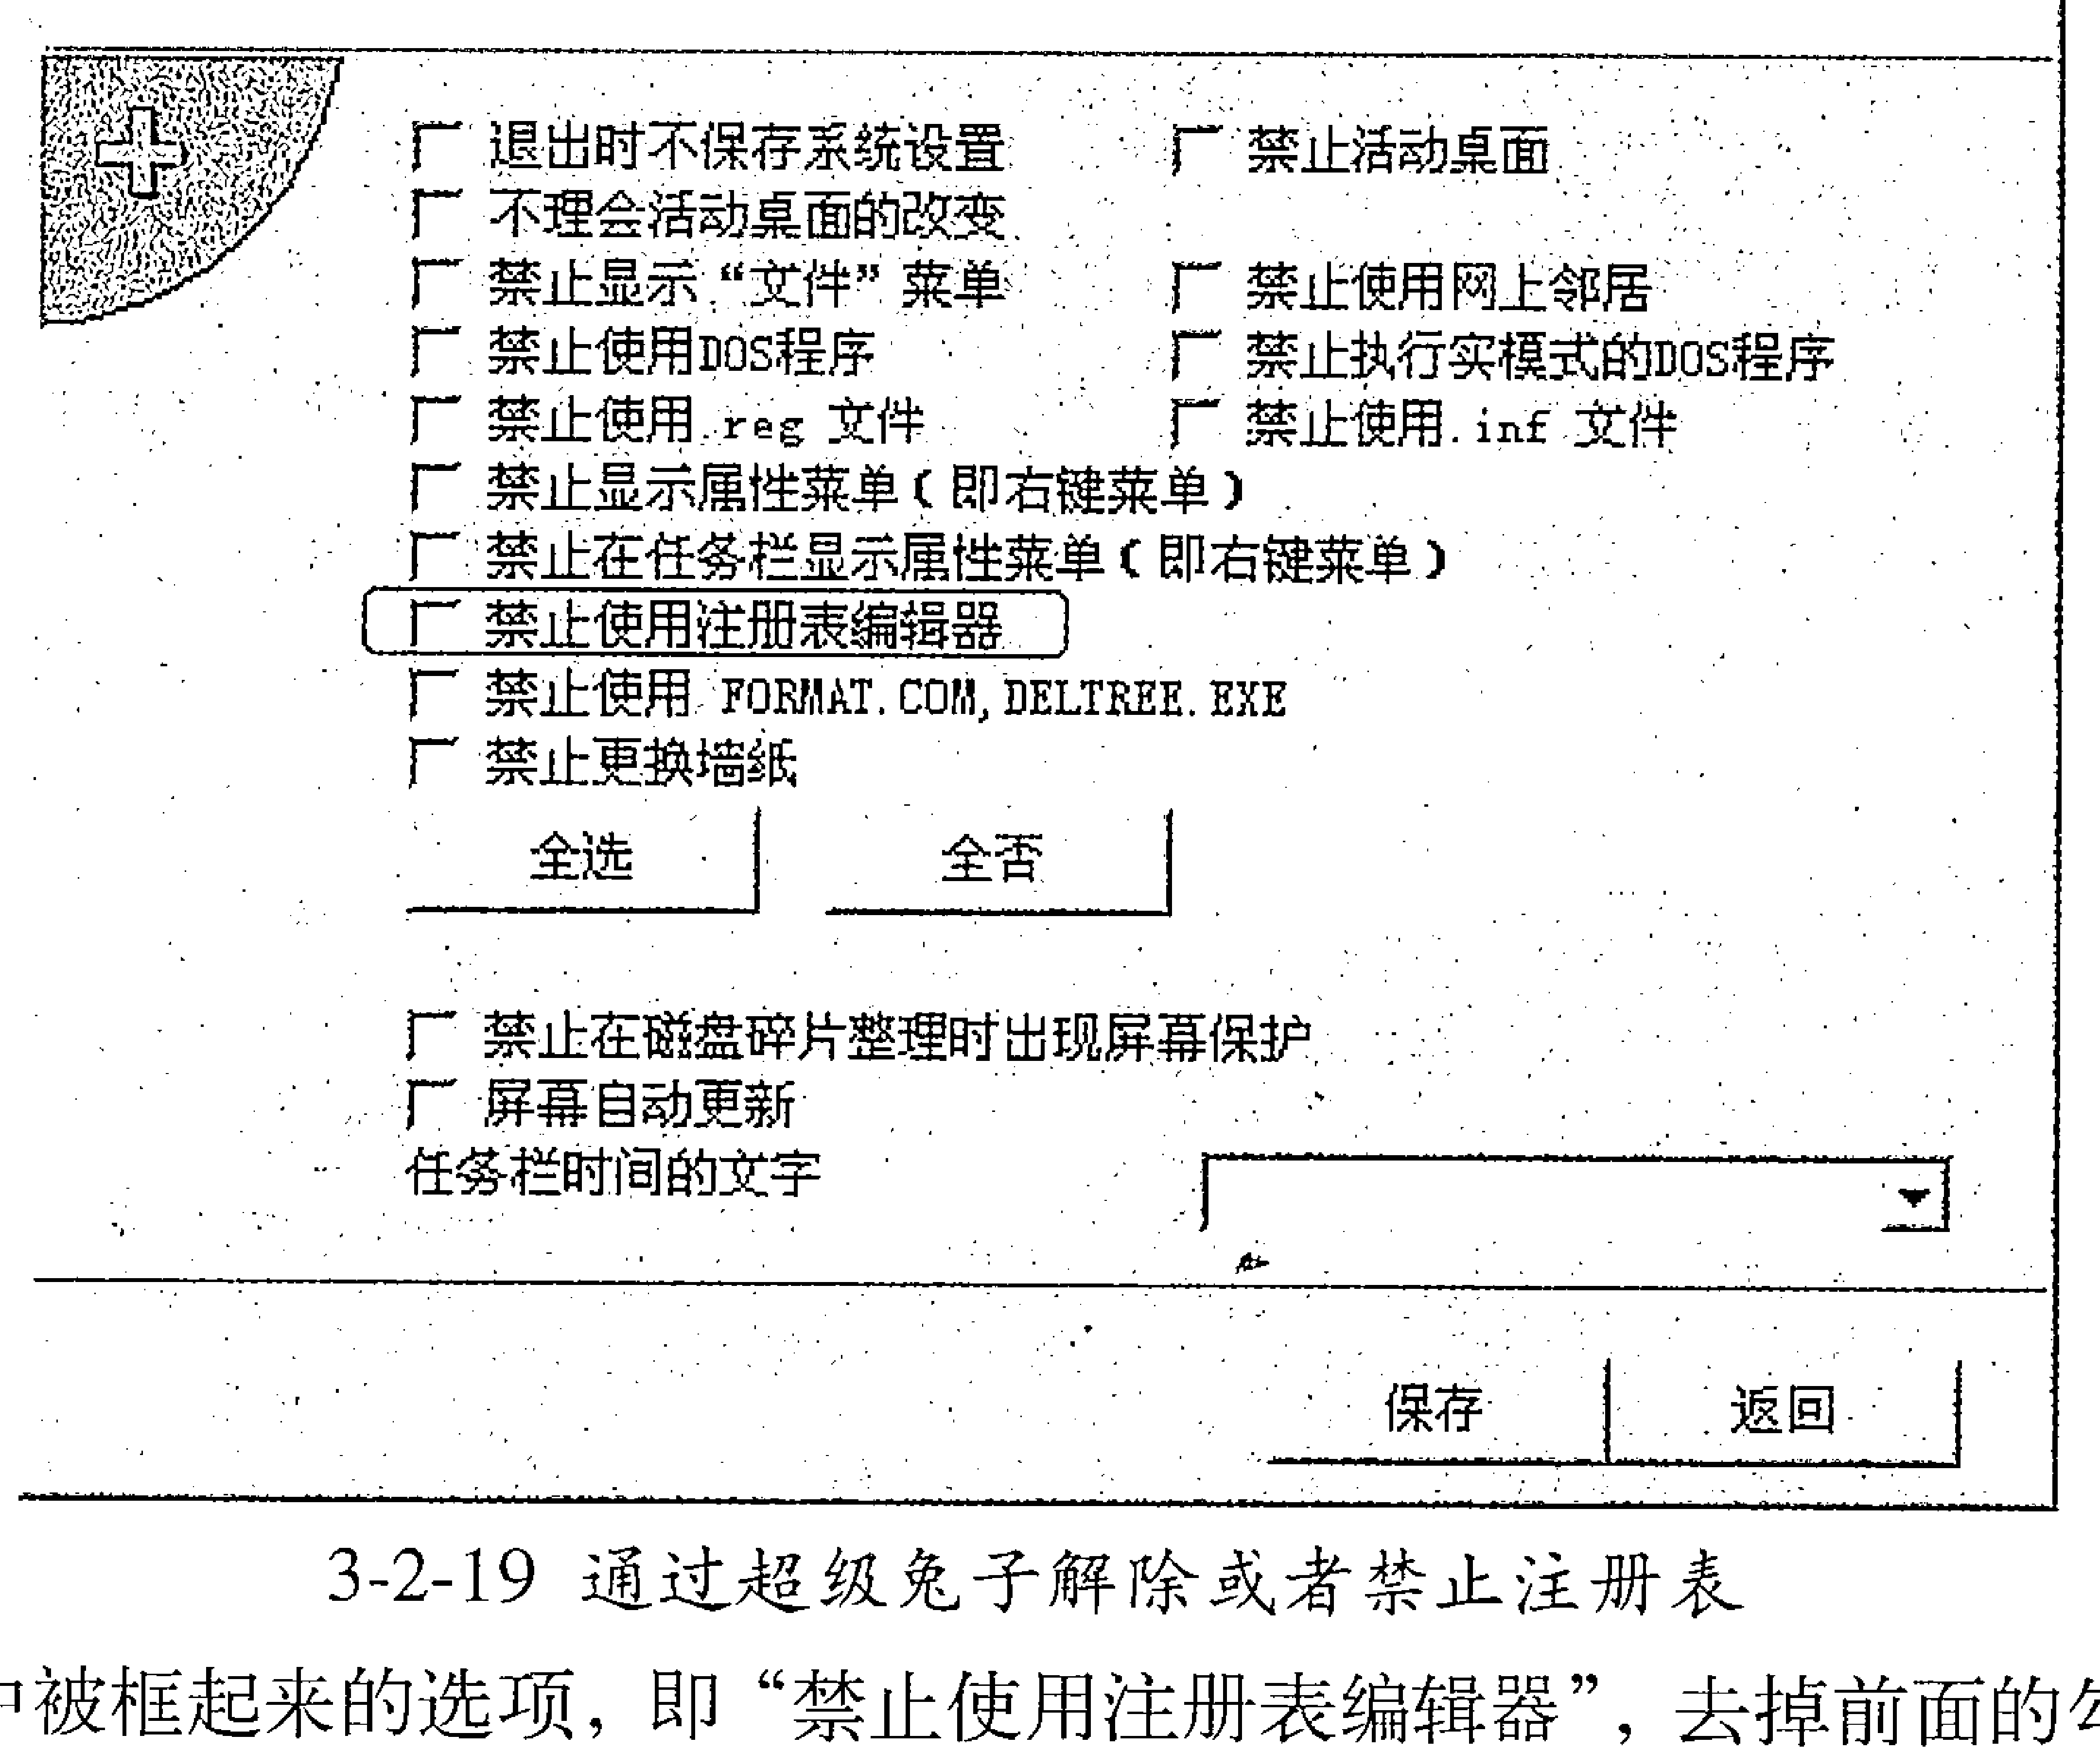 退出时不保存系统设置 禁止活动桌面
不理会活动桌面的改变
禁止显示“文件”菜单 禁止使用网上邻居
禁止使用DOS程序 禁止执行实模式的DOS程序
禁止使用.reg 文件 禁止使用.inf 文件
禁止显示属性菜单(即右键菜单)
禁止在任务栏显示属性菜单(即右键菜单)
禁止使用注册表编辑器
禁止使用 FORMAT.COM,DELTREE.EXE
禁止更换墙纸
全选 全否
禁止在磁盘碎片整理时出现屏幕保护
屏幕自动更新
任务栏时间的文字
保存 返回
3-2-19 通过超级兔子解除或者禁止注册表
被框起来的选项,即“禁止使用注册表编辑器”,去掉前面的